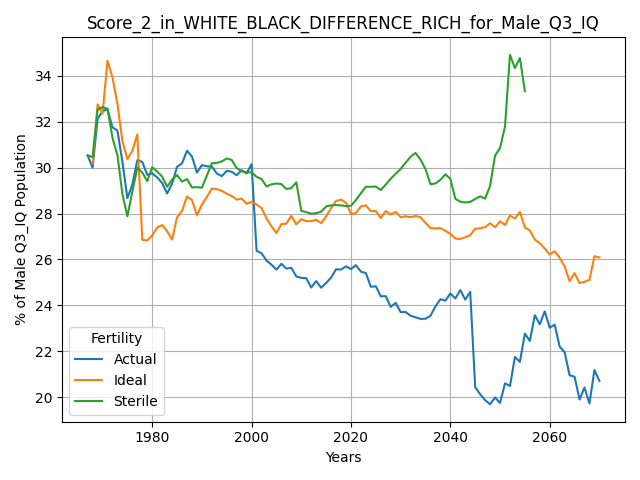 Score_2_in_WHITE_BLACK_DIFFERENCE_RICH_for_Male_Q3_IQ
% of Male Q3_IQ Population
34
32
30
28
26
24
22
20
Fertility
Actual
Ideal
Sterile
1980
2000
2020
2040
2060
Years